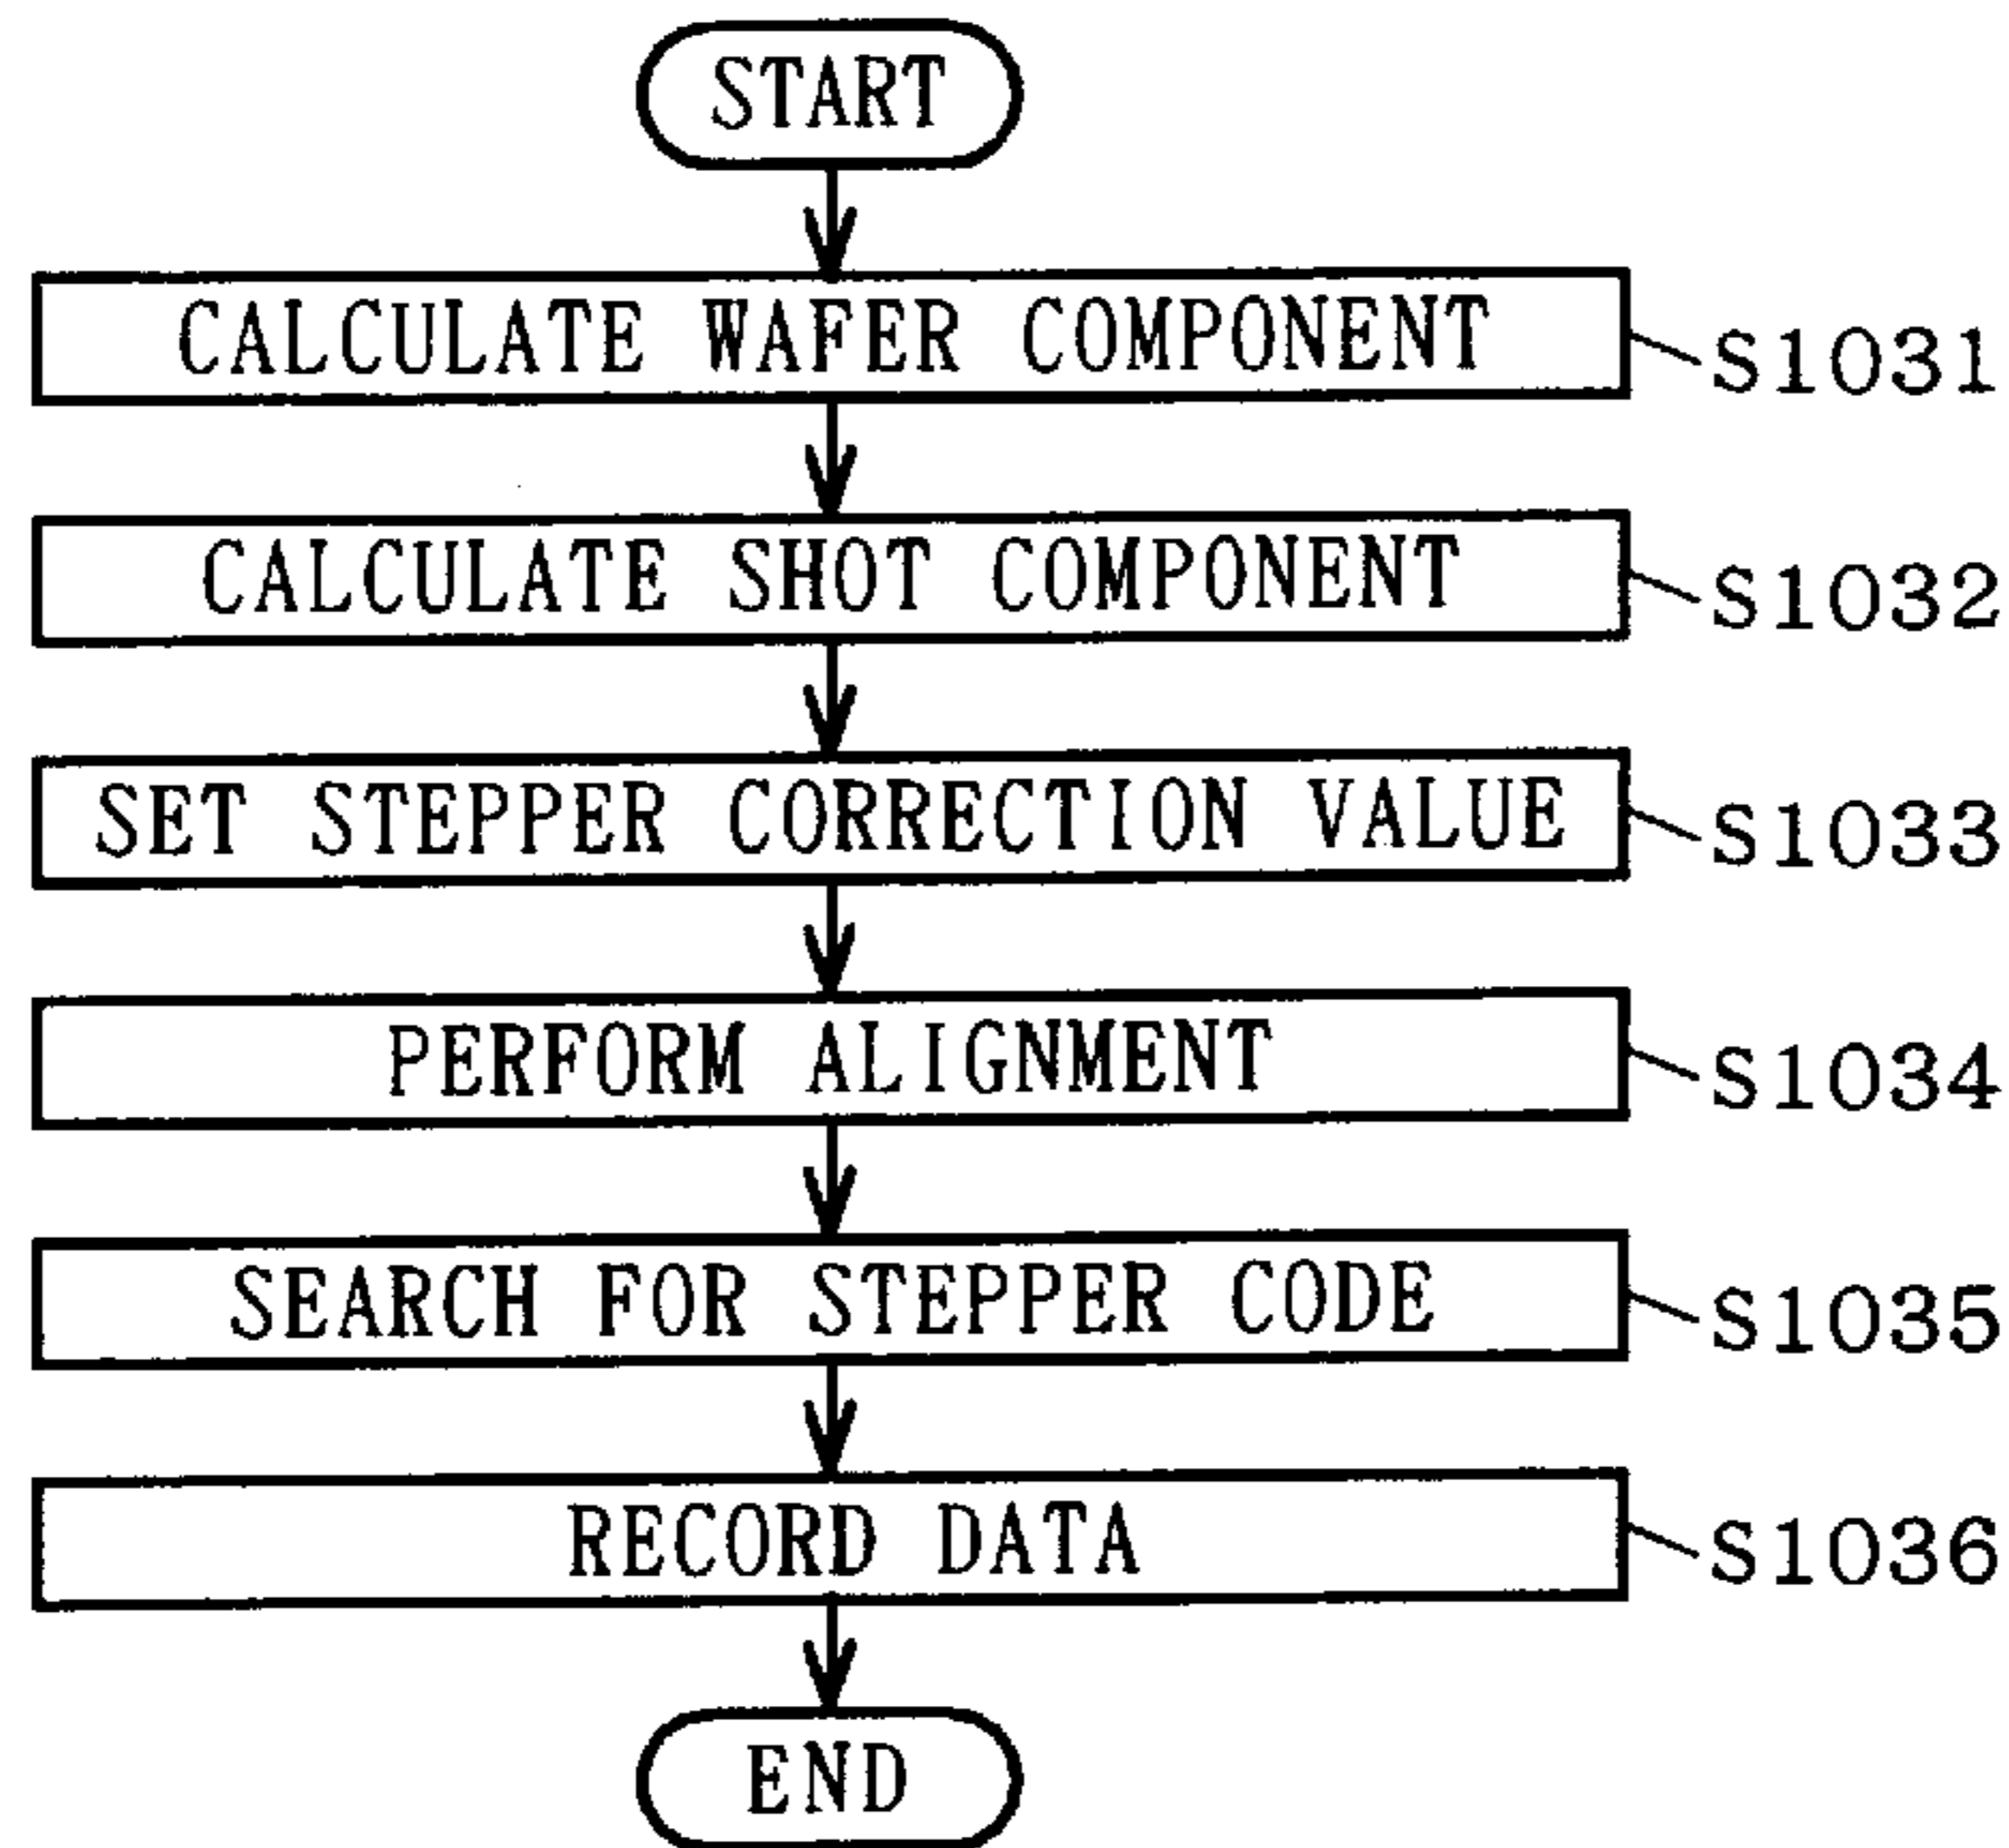 START
CALCULATE WAFER COMPONENT
S1031
CALCULATE SHOT COMPONENT
S1032
SET STEPPER CORRECTION VALUE
S1033
PERFORM ALIGNMENT
S1034
SEARCH FOR STEPPER CODE
S1035
RECORD DATA
S1036
END